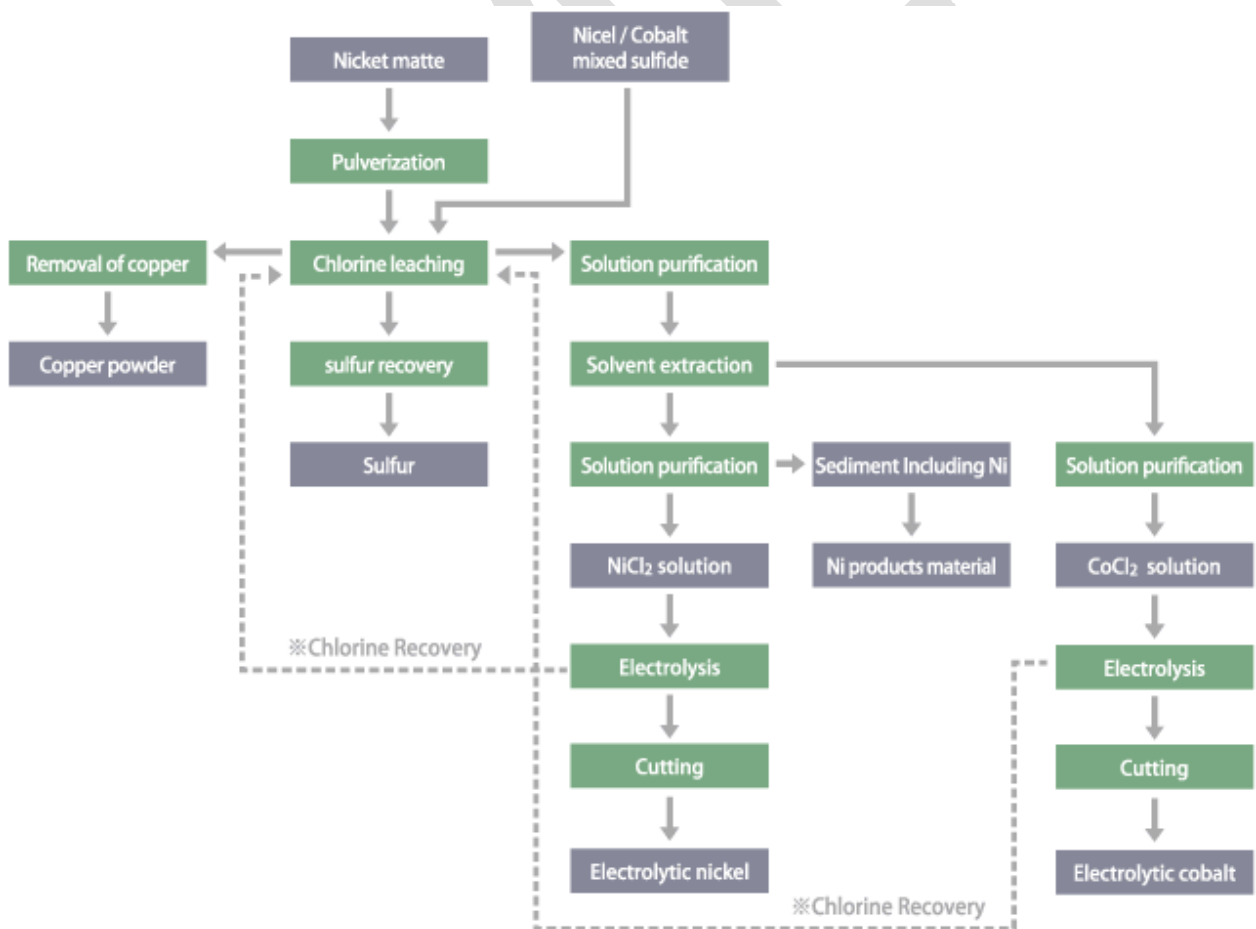 Nicket matte
Nicel / Cobalt
mixed sulfide
Pulverization
Removal of copper
Chlorine leaching
Solution purification
Copper powder
sulfur recovery
Solvent extraction
Sulfur
Solution purification
Sediment Including Ni
Solution purification
NiCl₂ solution
Ni products material
CoCl₂ solution
※Chlorine Recovery
Electrolysis
Electrolysis
Cutting
Cutting
Electrolytic nickel
Electrolytic cobalt
※Chlorine Recovery